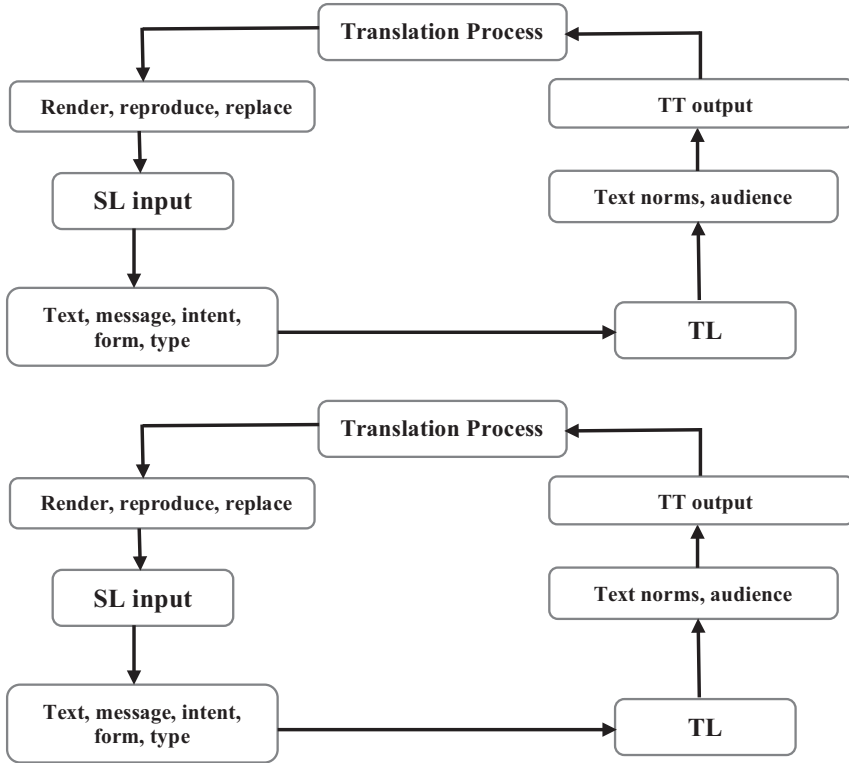 Translation Process
Render, reproduce, replace
TT output
SL input
Text norms, audience
Text, message, intent,
form, type
TL
Translation Process
Render, reproduce, replace
TT output
SL input
Text norms, audience
Text, message, intent,
form, type
TL